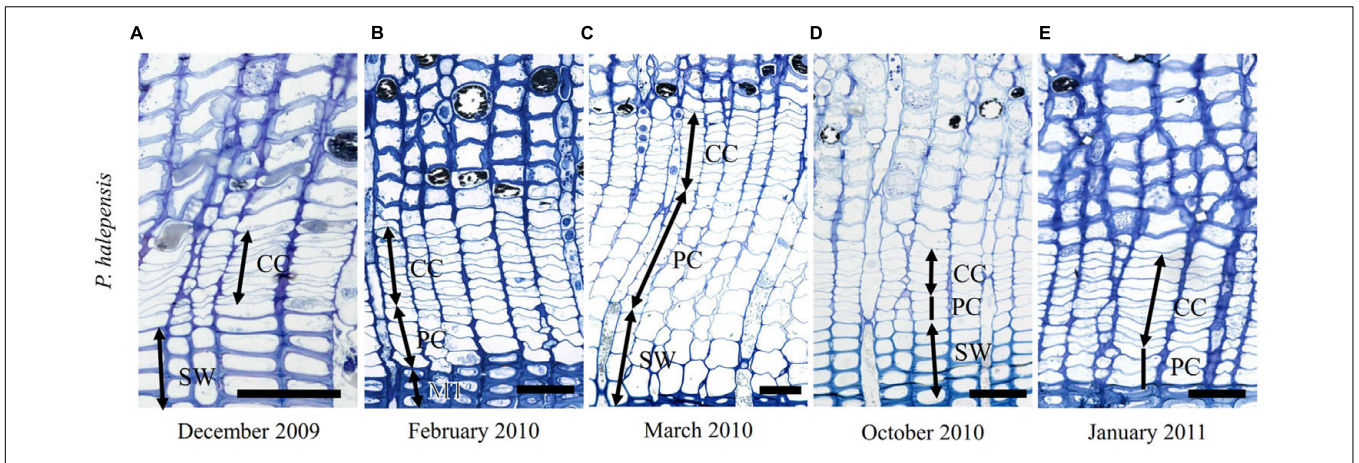 A B C D E
P. halepensis
CC
SW
CC
PC
MT
CC
PC
SW
CC
PC
SW
CC
PC
December 2009 February 2010 March 2010 October 2010 January 2011